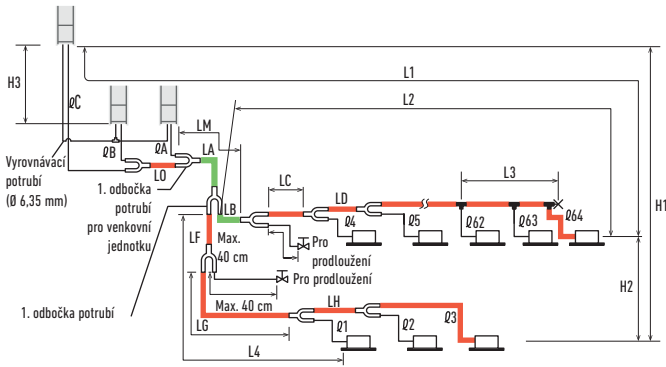 H3
L1
L2
ℓC
LM
ℓB
ℓA
LA
LO
Vyrovnávací
potrubí
(Ø 6,35 mm)
1. odbočka
potrubí
pro venkovní
jednotku
LB
LC
LD
L3
H1
LF
Max.
40 cm
ℓ4
ℓ5
ℓ62
ℓ63
ℓ64
Pro
prodloužení
Pro prodloužení
Max. 40 cm
1. odbočka potrubí
LG
LH
H2
ℓ1
ℓ2
ℓ3
L4